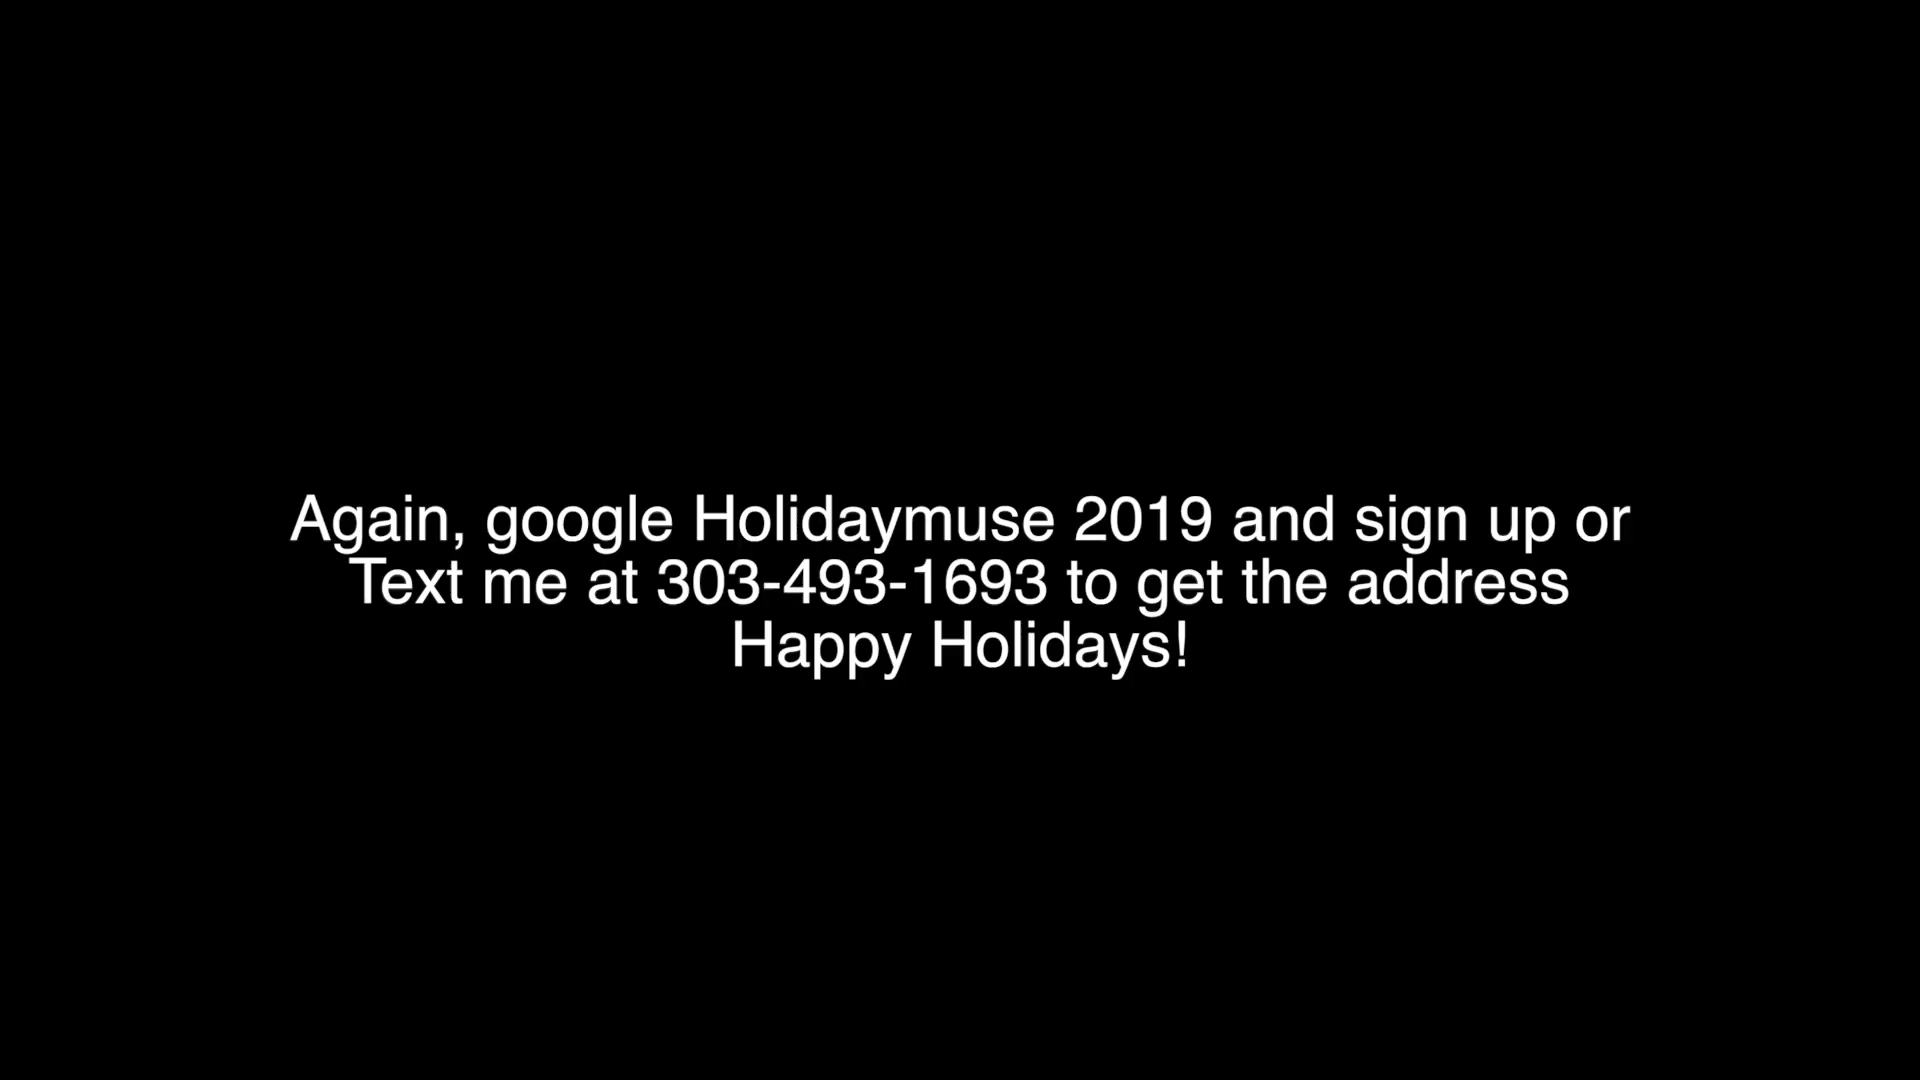 Again, google Holidaymuse 2019 and sign up or
Text me at 303-493-1693 to get the address
Happy Holidays!